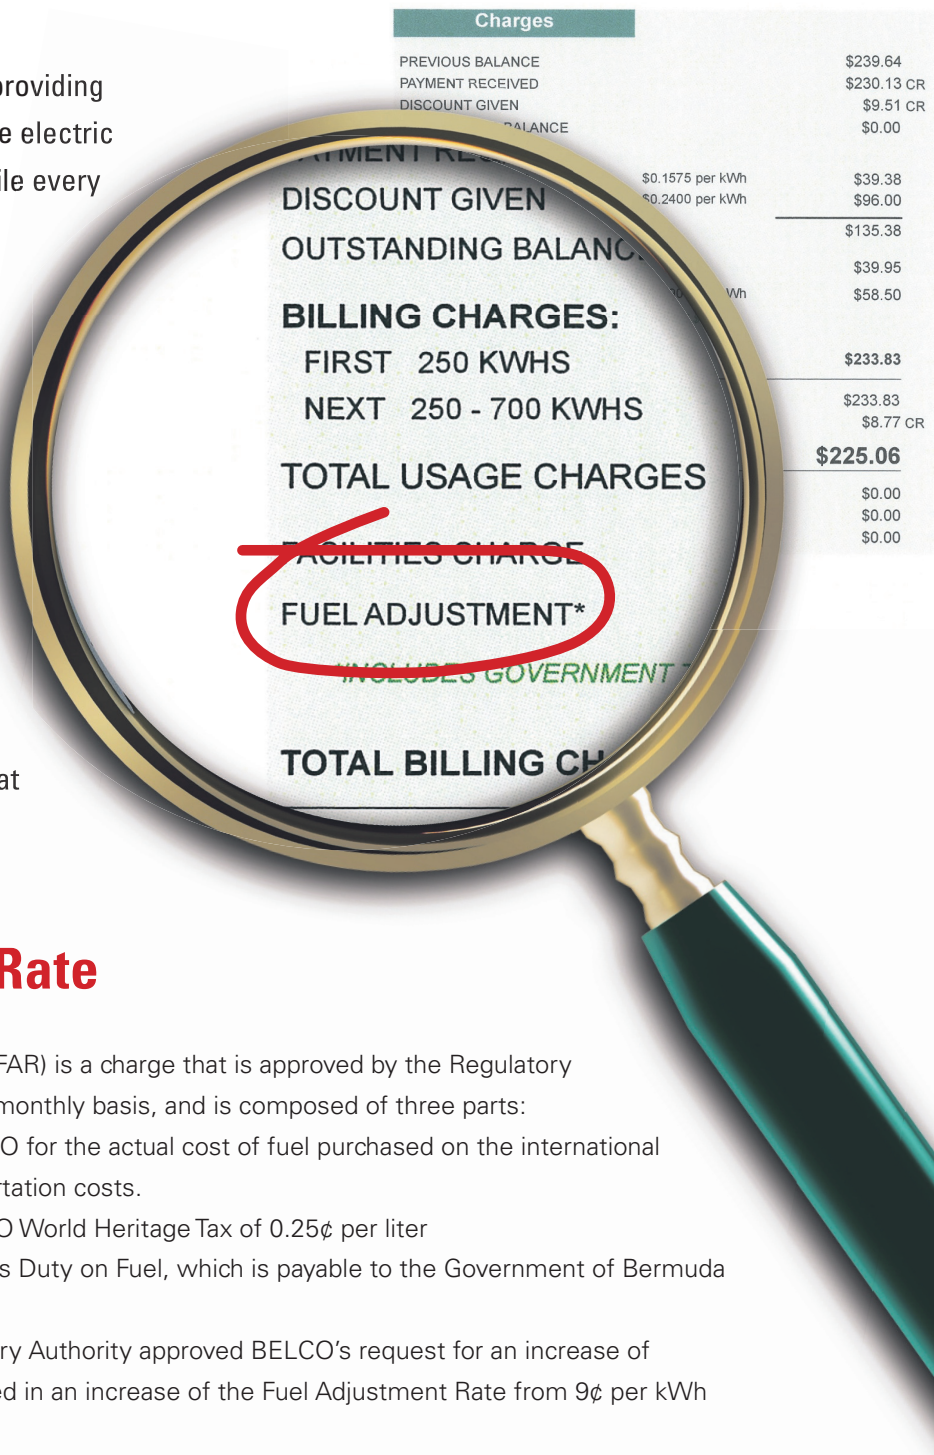 Charges
PREVIOUS BALANCE $239.64
PAYMENT RECEIVED $230.13 CR
DISCOUNT GIVEN $9.51 CR
BALANCE $0.00
$0.1575 per kWh $39.38
$0.2400 per kWh $96.00
$135.38
$39.95
Wh $58.50
$233.83
$233.83
$8.77 CR
$225.06
$0.00
$0.00
$0.00
providing
e electric
ile every
DISCOUNT GIVEN
OUTSTANDING BALANC
BILLING CHARGES:
FIRST 250 KWHS
NEXT 250 - 700 KWHS
TOTAL USAGE CHARGES
FACILITIES CHARGE
FUEL ADJUSTMENT*
*INCLUDES GOVERNMENT
TOTAL BILLING CH
at
Rate
FAR) is a charge that is approved by the Regulatory
monthly basis, and is composed of three parts:
O for the actual cost of fuel purchased on the international
rtation costs.
O World Heritage Tax of 0.25¢ per liter
s Duty on Fuel, which is payable to the Government of Bermuda
ry Authority approved BELCO’s request for an increase of
ed in an increase of the Fuel Adjustment Rate from 9¢ per kWh